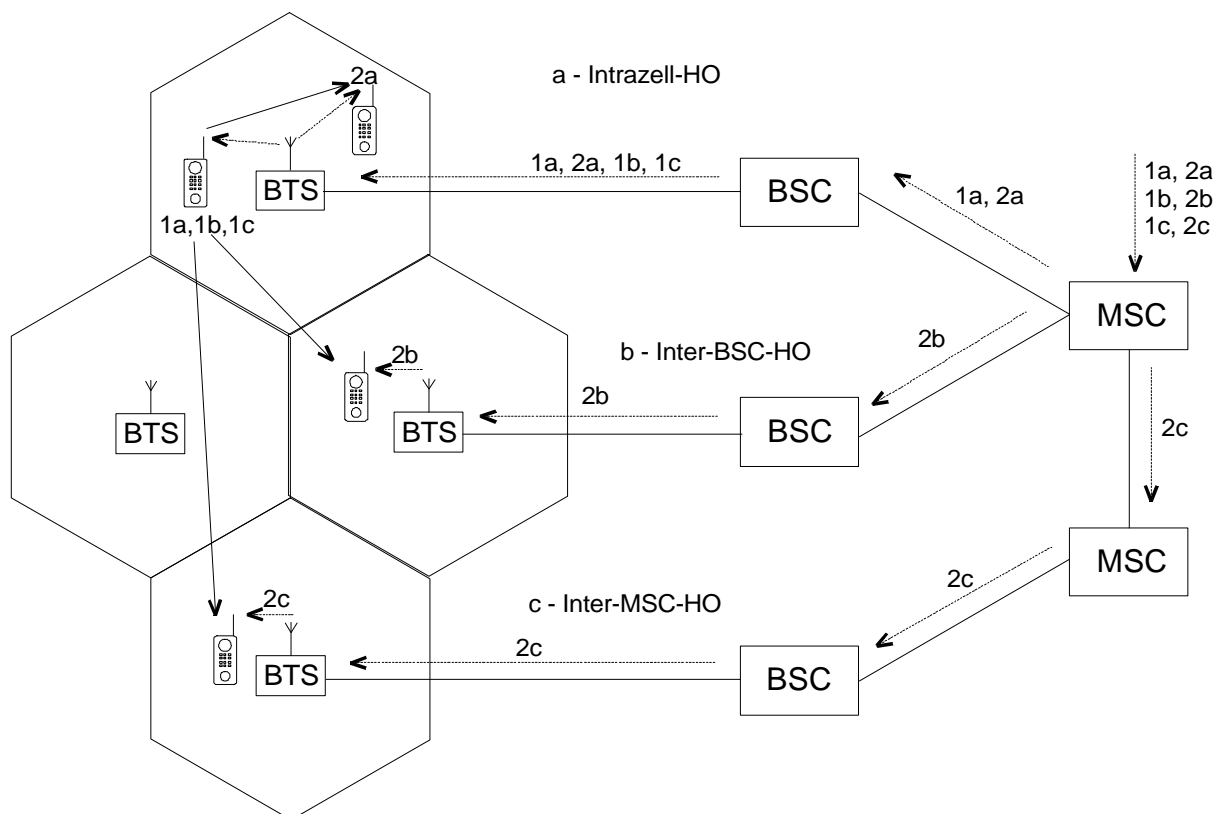 a - Intrazell-HO
2a
1a, 2a, 1b, 1c
1a, 2a
1a, 2a
1b, 2b
1c, 2c
BTS
BSC
1a,1b,1c
MSC
b - Inter-BSC-HO
2b
2b
2b
BTS
BTS
BSC
2c
MSC
2c
2c
c - Inter-MSC-HO
2c
BTS
BSC